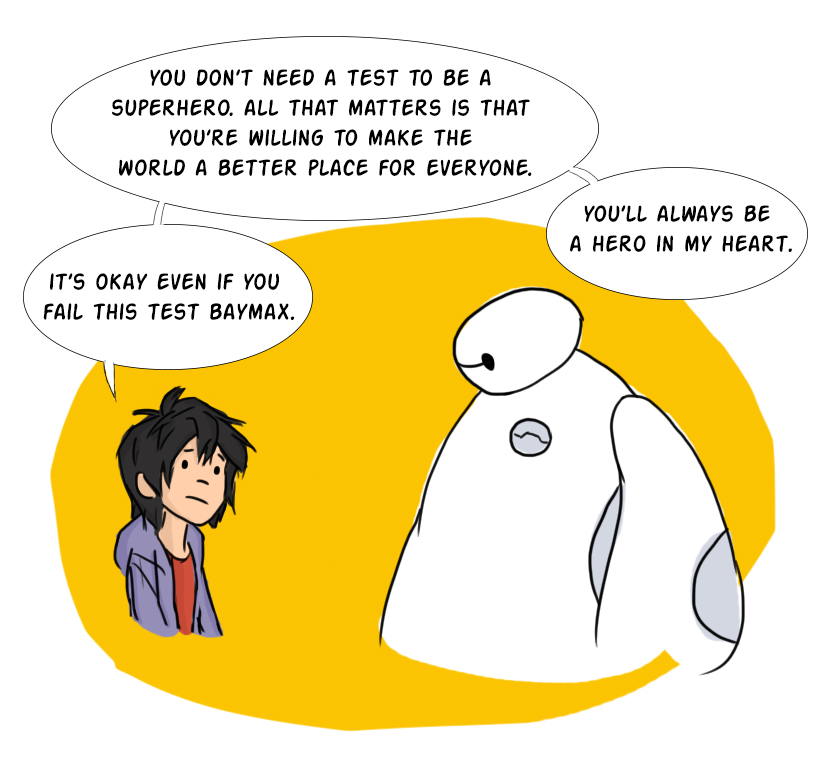 IT'S OKAY EVEN IF YOU
FAIL THIS TEST BAYMAX.
YOU DON'T NEED A TEST TO BE A
SUPERHERO. ALL THAT MATTERS IS THAT
YOU'RE WILLING TO MAKE THE
WORLD A BETTER PLACE FOR EVERYONE.
YOU'LL ALWAYS BE
A HERO IN MY HEART.